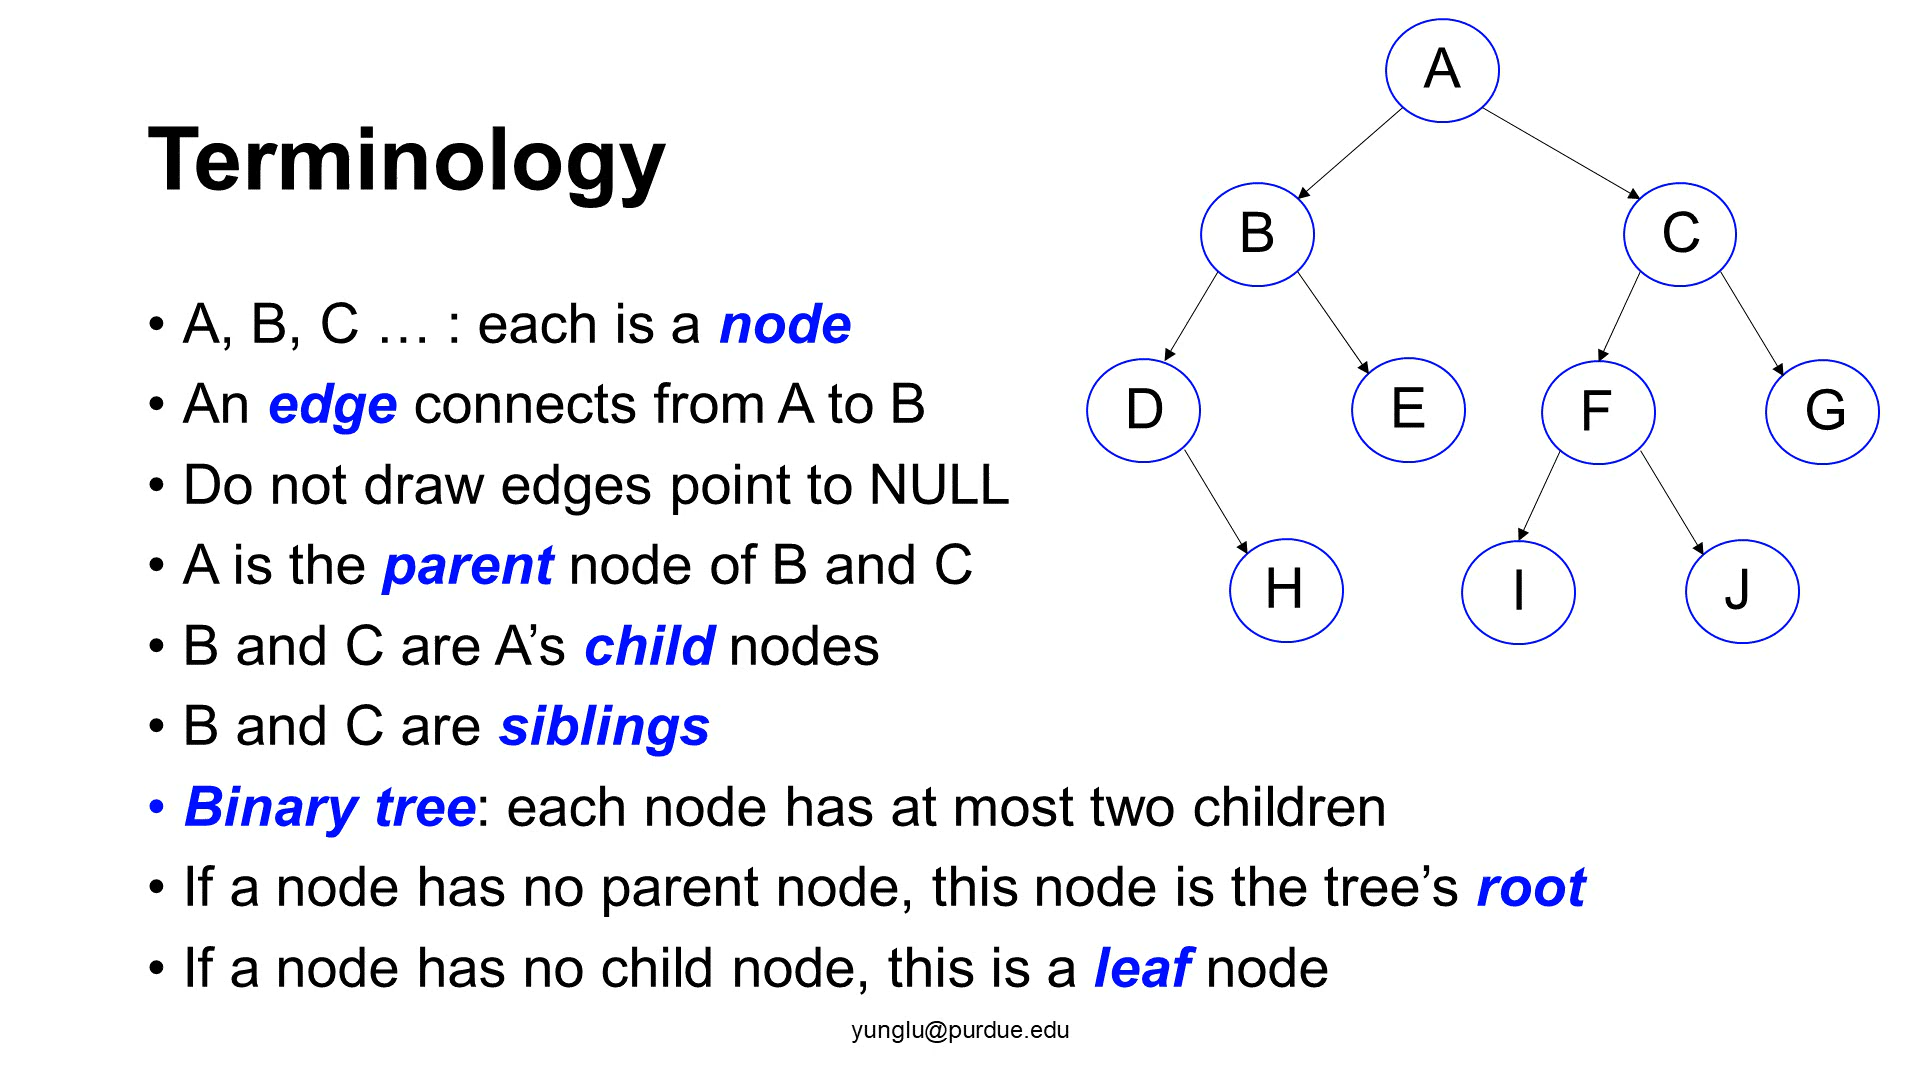 Terminology
• A, B, C … : each is a node
• An edge connects from A to B
• Do not draw edges point to NULL
• A is the parent node of B and C
• B and C are A’s child nodes
• B and C are siblings
• Binary tree: each node has at most two children
• If a node has no parent node, this node is the tree’s root
• If a node has no child node, this is a leaf node
A
B C
D E F G
H I J
yunglu@purdue.edu